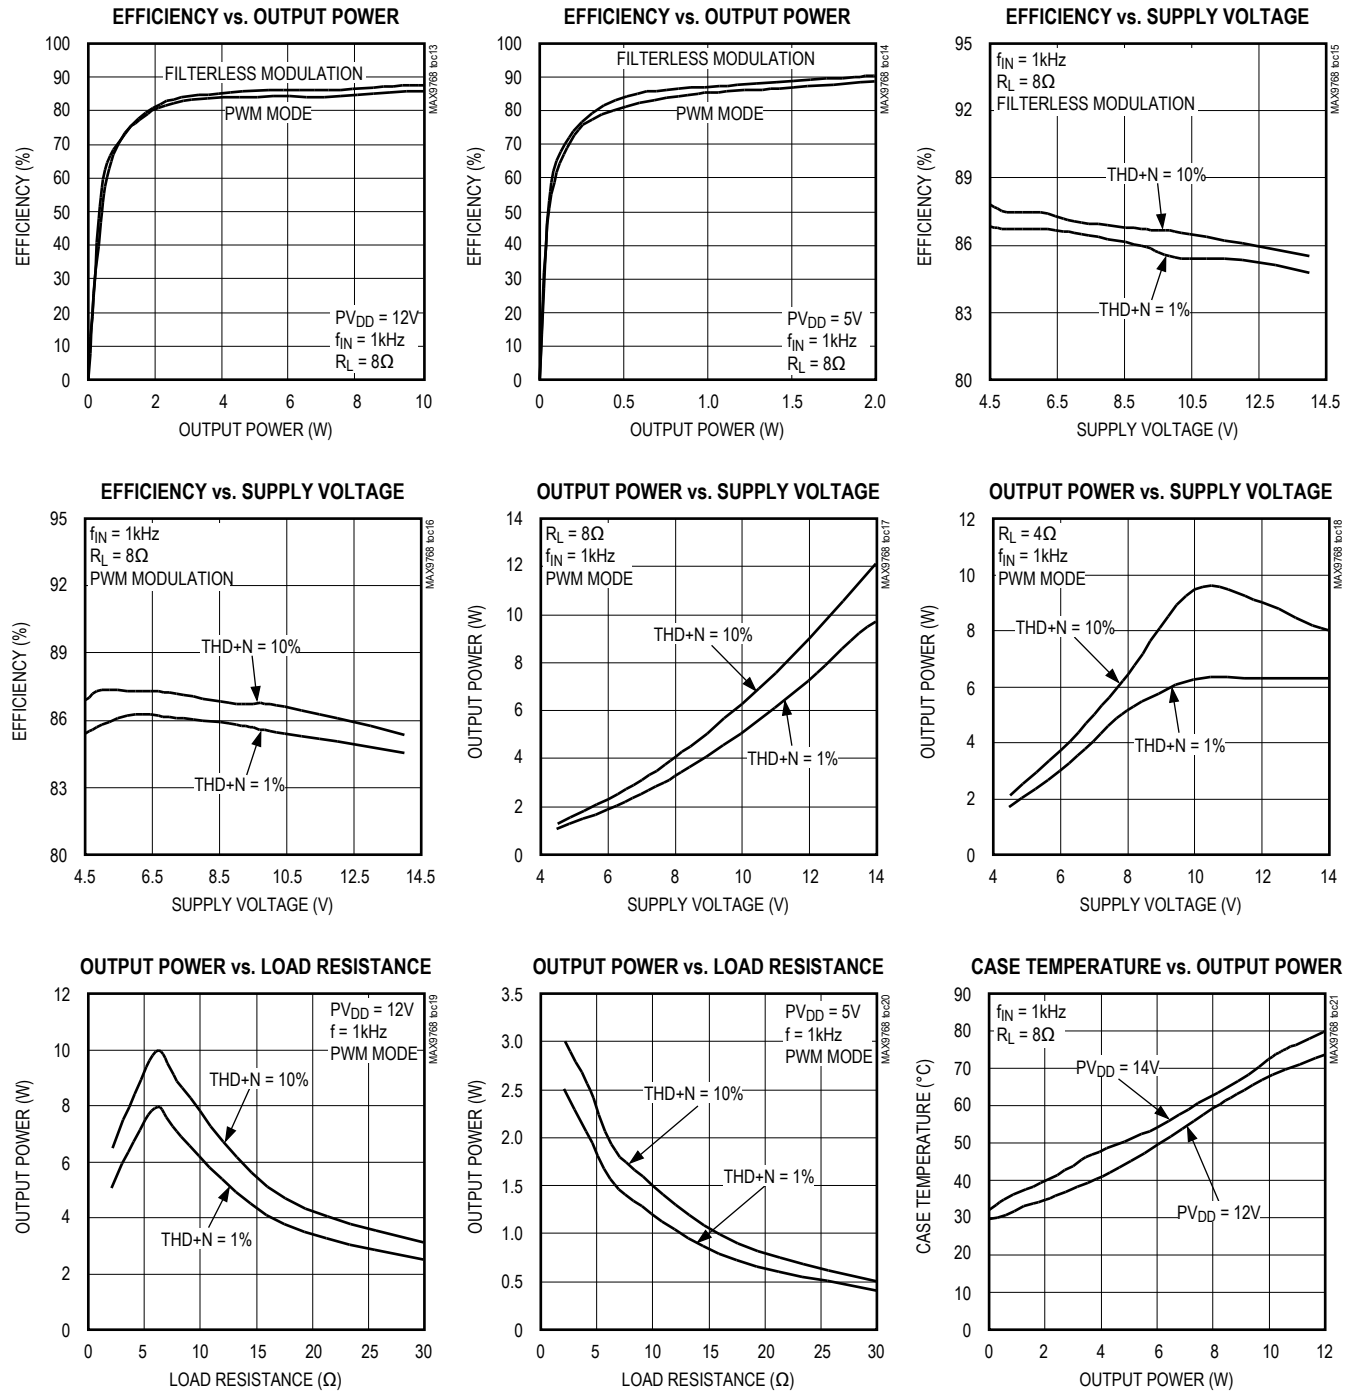 EFFICIENCY vs. OUTPUT POWER
MAX9768 toc13
100
90
80
70
60
50
40
30
20
10
0
EFFICIENCY (%)
FILTERLESS MODULATION
PWM MODE
PVDD = 12V
fIN = 1kHz
RL = 8Ω
0 2 4 6 8 10
OUTPUT POWER (W)
EFFICIENCY vs. OUTPUT POWER
MAX9768 toc14
100
90
80
70
60
50
40
30
20
10
0
EFFICIENCY (%)
FILTERLESS MODULATION
PWM MODE
PVDD = 5V
fIN = 1kHz
RL = 8Ω
0 0.5 1.0 1.5 2.0
OUTPUT POWER (W)
EFFICIENCY vs. SUPPLY VOLTAGE
MAX9768 toc15
95
92
89
86
83
80
EFFICIENCY (%)
fIN = 1kHz
RL = 8Ω
FILTERLESS MODULATION
THD+N = 10%
THD+N = 1%
4.5 6.5 8.5 10.5 12.5 14.5
SUPPLY VOLTAGE (V)
EFFICIENCY vs. SUPPLY VOLTAGE
MAX9768 toc16
95
92
89
86
83
80
EFFICIENCY (%)
fIN = 1kHz
RL = 8Ω
PWM MODULATION
THD+N = 10%
THD+N = 1%
4.5 6.5 8.5 10.5 12.5 14.5
SUPPLY VOLTAGE (V)
OUTPUT POWER vs. SUPPLY VOLTAGE
MAX9768 toc17
14
12
10
8
6
4
2
0
OUTPUT POWER (W)
RL = 8Ω
fIN = 1kHz
PWM MODE
THD+N = 10%
THD+N = 1%
4 6 8 10 12 14
SUPPLY VOLTAGE (V)
OUTPUT POWER vs. SUPPLY VOLTAGE
MAX9768 toc18
12
10
8
6
4
2
0
OUTPUT POWER (W)
RL = 4Ω
fIN = 1kHz
PWM MODE
THD+N = 10%
THD+N = 1%
4 6 8 10 12 14
SUPPLY VOLTAGE (V)
OUTPUT POWER vs. LOAD RESISTANCE
MAX9768 toc19
12
10
8
6
4
2
0
OUTPUT POWER (W)
PVDD = 12V
f = 1kHz
PWM MODE
THD+N = 10%
THD+N = 1%
0 5 10 15 20 25 30
LOAD RESISTANCE (Ω)
OUTPUT POWER vs. LOAD RESISTANCE
MAX9768 toc20
3.5
3.0
2.5
2.0
1.5
1.0
0.5
0
OUTPUT POWER (W)
PVDD = 5V
f = 1kHz
PWM MODE
THD+N = 10%
THD+N = 1%
0 5 10 15 20 25 30
LOAD RESISTANCE (Ω)
CASE TEMPERATURE vs. OUTPUT POWER
MAX9768 toc21
90
80
70
60
50
40
30
20
10
0
CASE TEMPERATURE (°C)
fIN = 1kHz
RL = 8Ω
PVDD = 14V
PVDD = 12V
0 2 4 6 8 10 12
OUTPUT POWER (W)